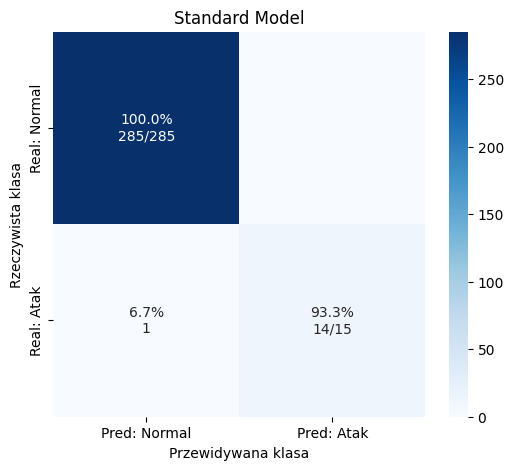 Standard Model
Rzeczywista klasa
Real: Normal
Real: Atak
100.0%
285/285
6.7%
1
93.3%
14/15
Pred: Normal
Pred: Atak
Przewidywana klasa
250
200
150
100
50
0